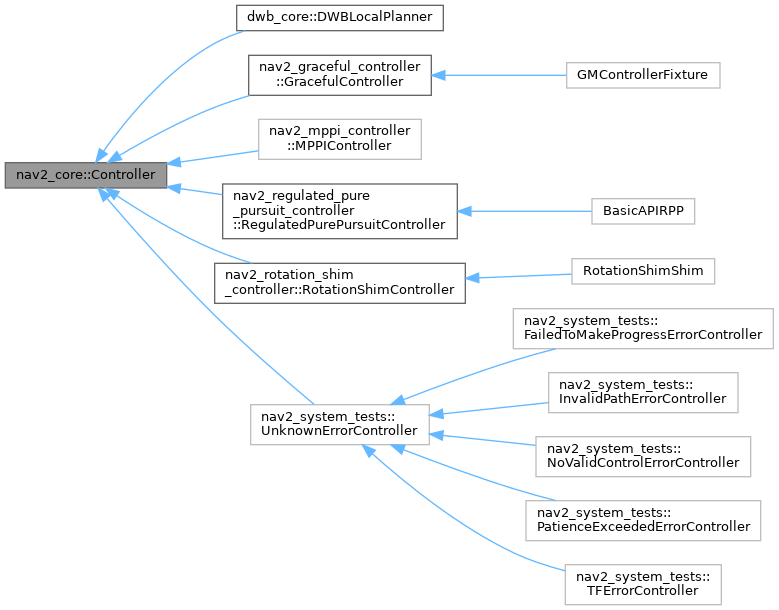 dwb_core::DWBLocalPlanner
nav2_graceful_controller
::GracefulController
GMControllerFixture
nav2_mppi_controller
::MPPIController
nav2_core::Controller
nav2_regulated_pure
_pursuit_controller
::RegulatedPurePursuitController
BasicAPIRPP
nav2_rotation_shim
_controller::RotationShimController
RotationShimShim
nav2_system_tests::
FailedToMakeProgressErrorController
nav2_system_tests::
InvalidPathErrorController
nav2_system_tests::
UnknownErrorController
nav2_system_tests::
NoValidControlErrorController
nav2_system_tests::
PatienceExceededErrorController
nav2_system_tests::
TFErrorController